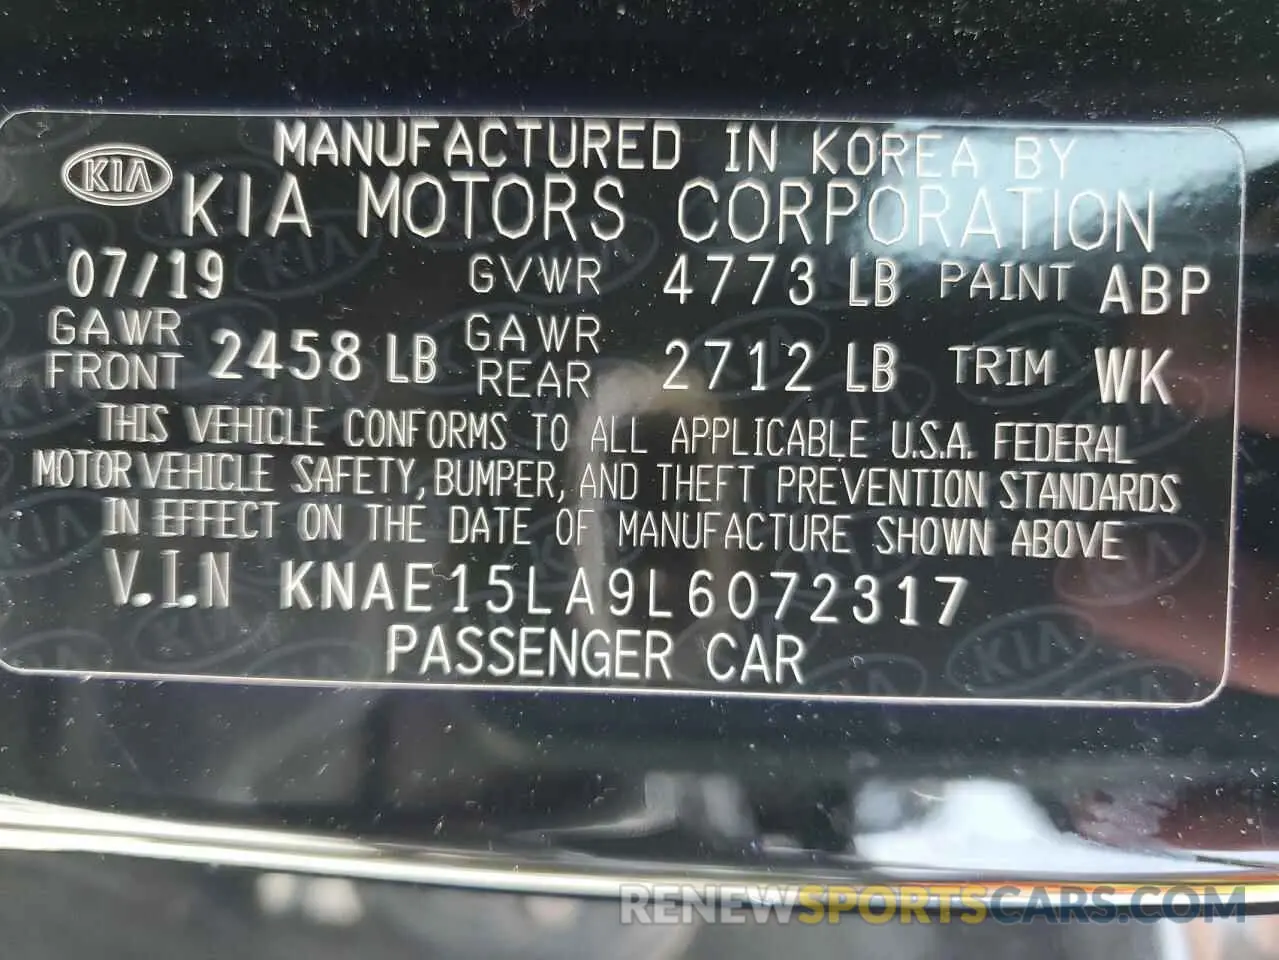 MANUFACTURED IN KOREA BY
KIA KIA MOTORS CORPORATION
07/19 GVWR 4773 LB PAINT ABP
GAWR FRONT 2458 LB GAWR REAR 2712 LB TRIM WK
THIS VEHICLE CONFORMS TO ALL APPLICABLE U.S.A. FEDERAL
MOTOR VEHICLE SAFETY, BUMPER, AND THEFT PREVENTION STANDARDS
IN EFFECT ON THE DATE OF MANUFACTURE SHOWN ABOVE
V.I.N KNAE15LA9L6072317
PASSENGER CAR
RENEWSPORTSCARS.COM